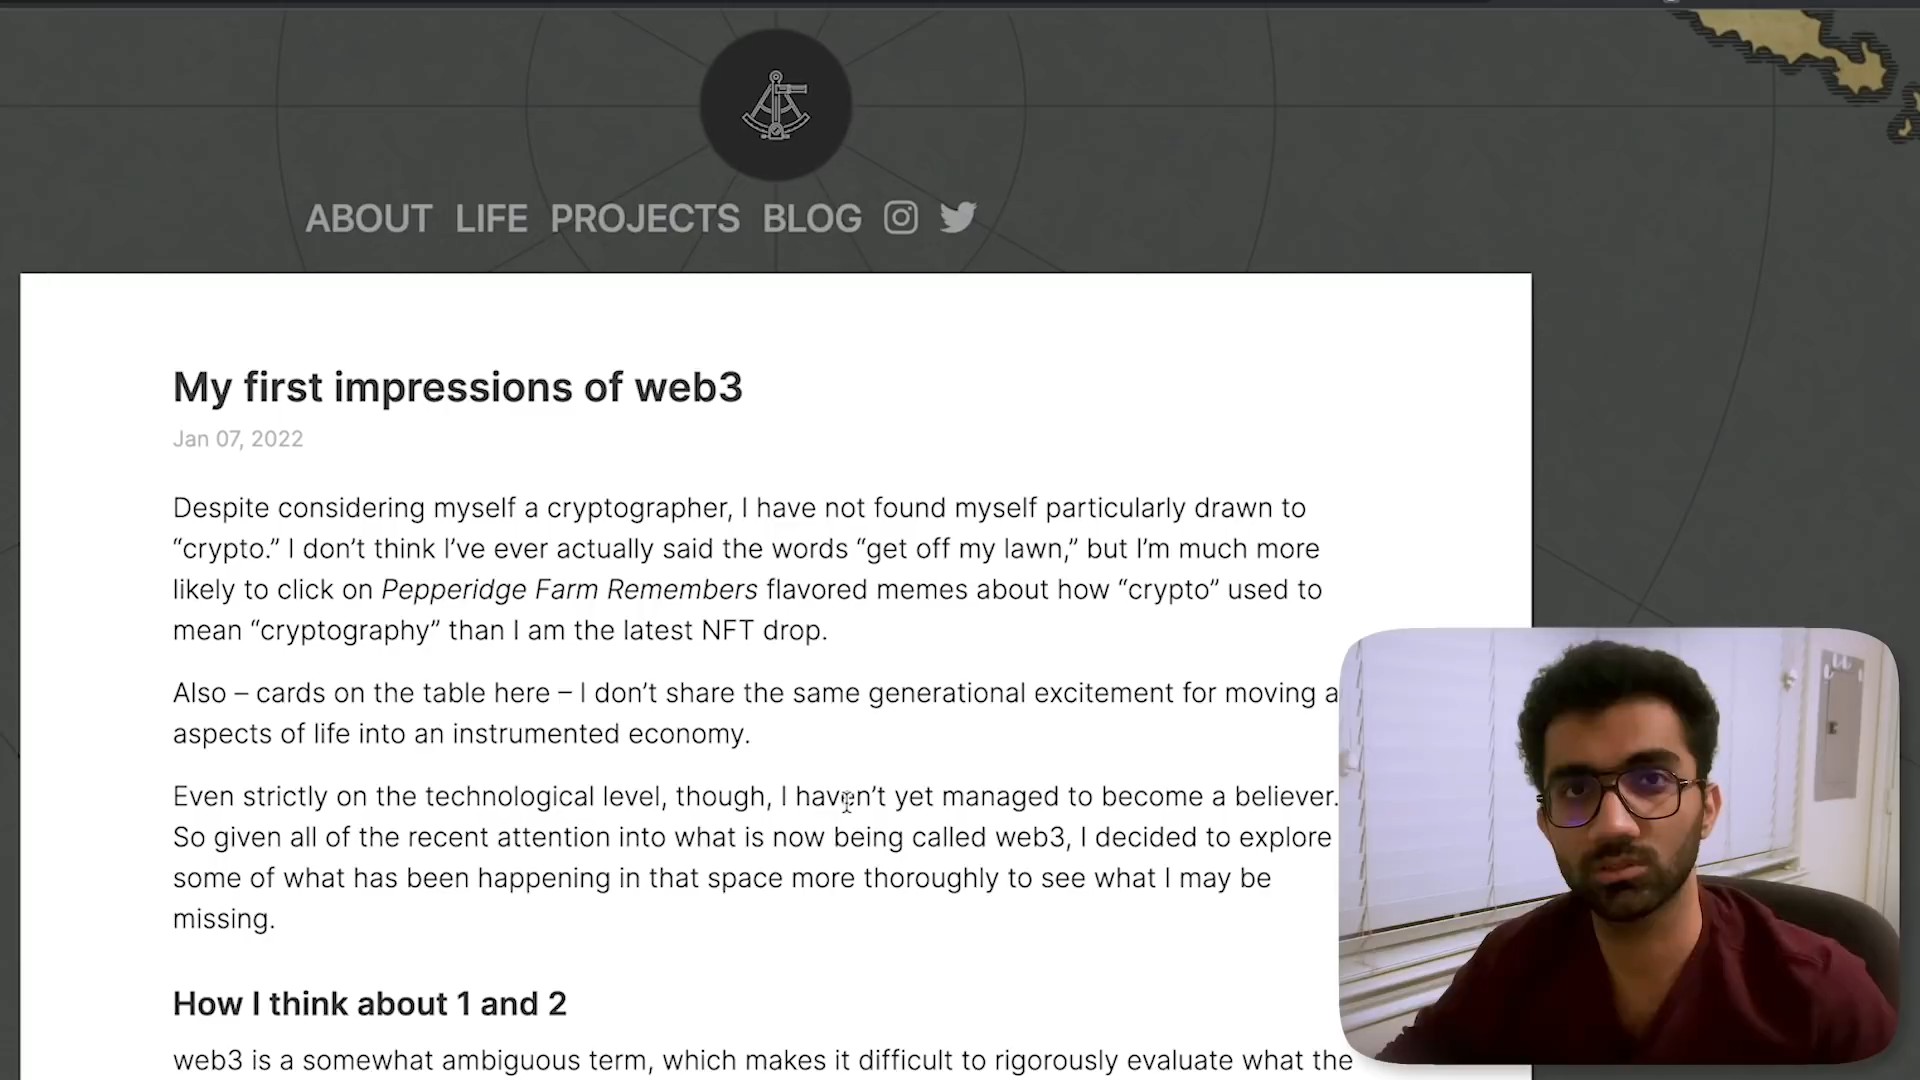 ABOUT LIFE PROJECTS BLOG
My first impressions of web3
Jan 07, 2022
Despite considering myself a cryptographer, I have not found myself particularly drawn to
“crypto.” I don’t think I’ve ever actually said the words “get off my lawn,” but I’m much more
likely to click on Pepperidge Farm Remembers flavored memes about how “crypto” used to
mean “cryptography” than I am the latest NFT drop.
Also – cards on the table here – I don’t share the same generational excitement for moving
aspects of life into an instrumented economy.
Even strictly on the technological level, though, I haven’t yet managed to become a believer.
So given all of the recent attention into what is now being called web3, I decided to explore
some of what has been happening in that space more thoroughly to see what I may be
missing.
How I think about 1 and 2
web3 is a somewhat ambiguous term, which makes it difficult to rigorously evaluate what the